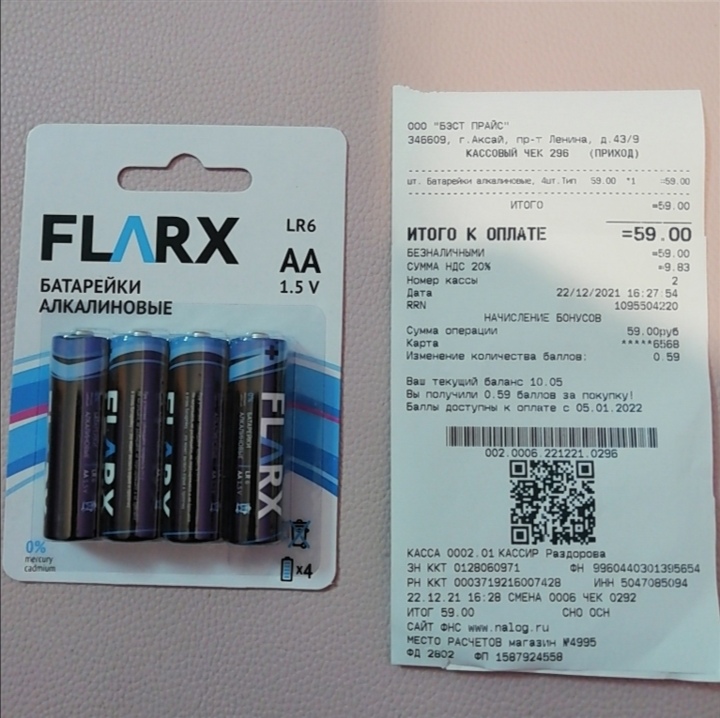 FLARX
LR6
AA
1.5 V
БАТАРЕЙКИ
АЛКАЛИНОВЫЕ
FLARX
FLARX
FLARX
БАТАРЕЙКИ
АЛКАЛИНОВЫЕ
LR6
AA 1.5 V
0%
mercury
cadmium
x4
ООО "БЭСТ ПРАЙС"
346609, г.Аксай, пр-т Ленина, д.43/9
КАССОВЫЙ ЧЕК 296 (ПРИХОД)
шт. Батарейки алкалиновые, 4шт.Тип 59.00 *1 =59.00
ИТОГО =59.00
ИТОГО К ОПЛАТЕ =59.00
БЕЗНАЛИЧНЫМИ =59.00
СУММА НДС 20% =9.83
Номер кассы 2
Дата 22/12/2021 16:27:54
RRN 1095504220
НАЧИСЛЕНИЕ БОНУСОВ
Сумма операции 59.00руб
Карта *****6568
Изменение количества баллов: 0.59
Ваш текущий баланс 10.05
Вы получили 0.59 баллов за покупку!
Баллы доступны к оплате с 05.01.2022
002.0006.221221.0296
КАССА 0002.01 КАССИР Раздорова
ЗН ККТ 0128060971 ФН 9960440301395654
РН ККТ 0003719216007428 ИНН 5047085094
22.12.21 16:28 СМЕНА 0006 ЧЕК 0292
ИТОГ 59.00 СНО ОСН
САЙТ ФНС www.nalog.ru
МЕСТО РАСЧЕТОВ магазин №4995
ФД 2802 ФП 1587924558